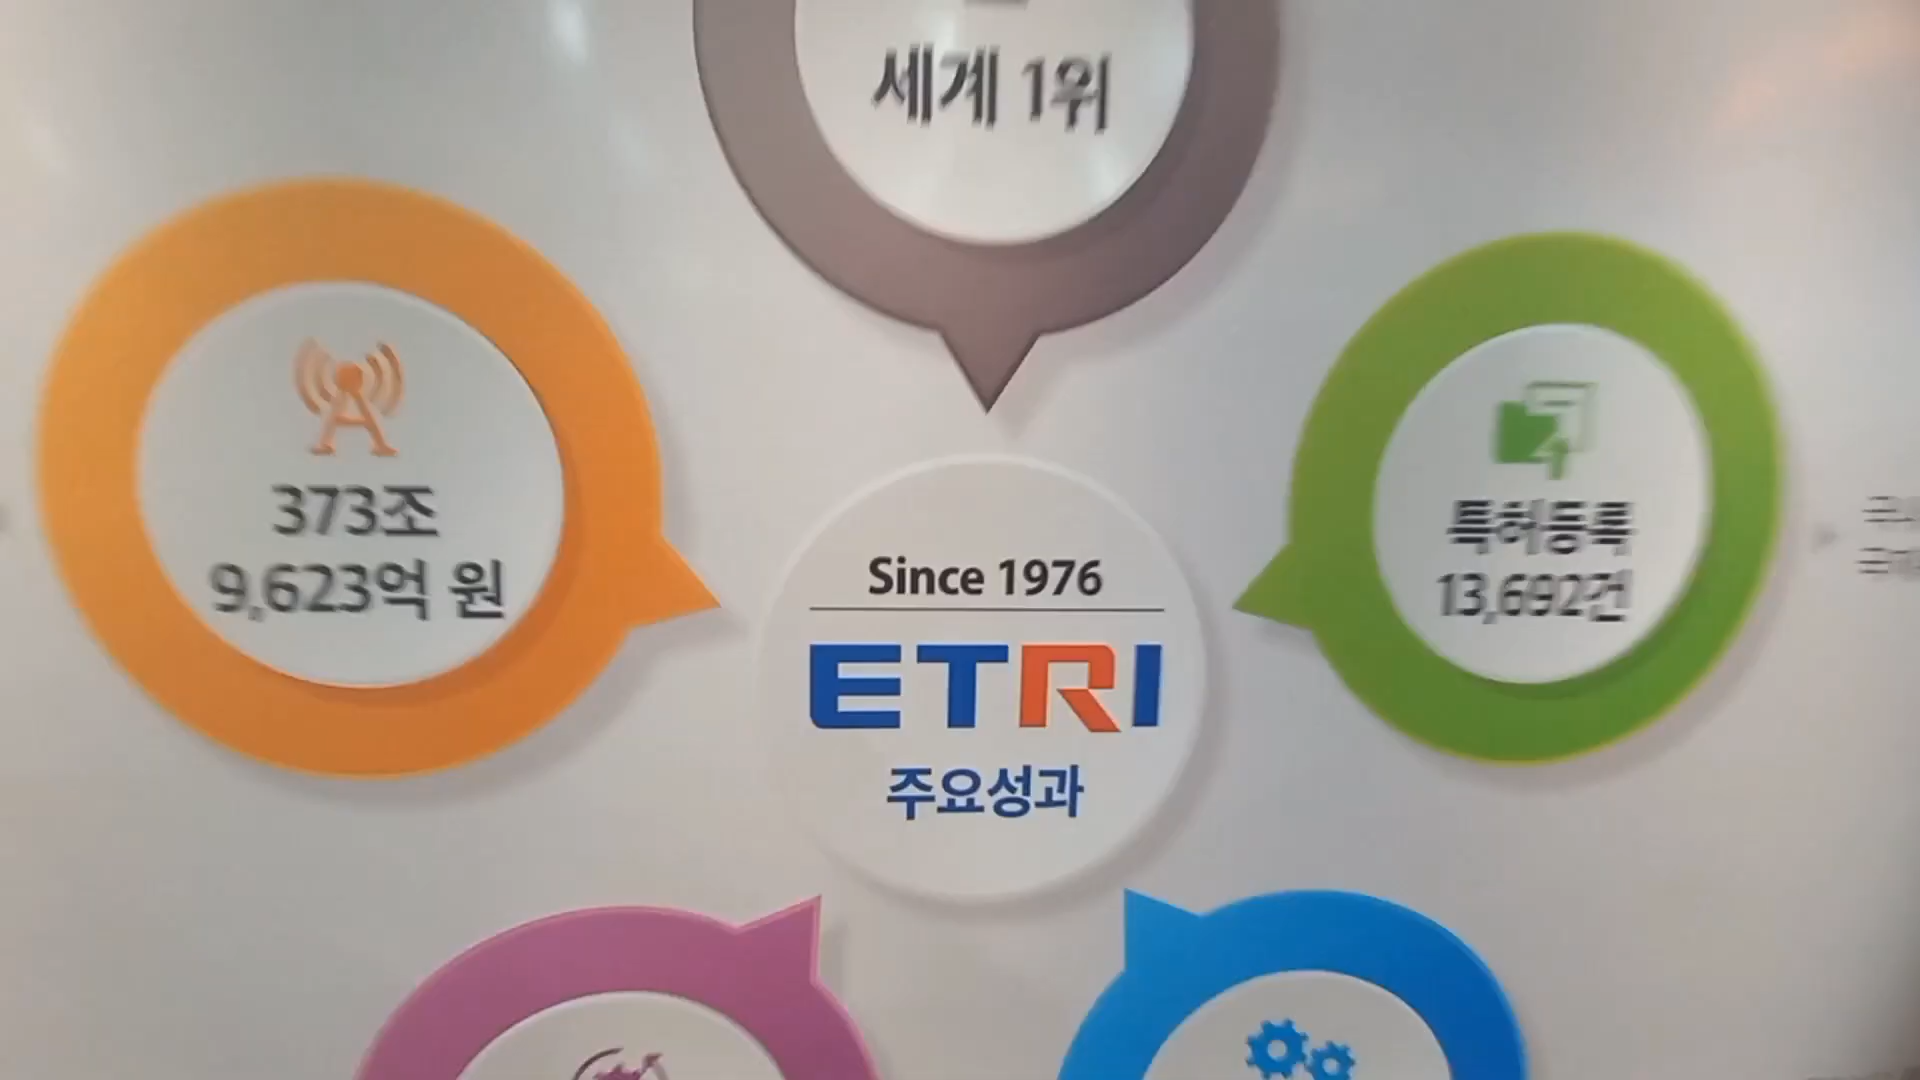 세계 1위
373조
9,623억 원
특허등록
13,692건
Since 1976
ETRI
주요성과